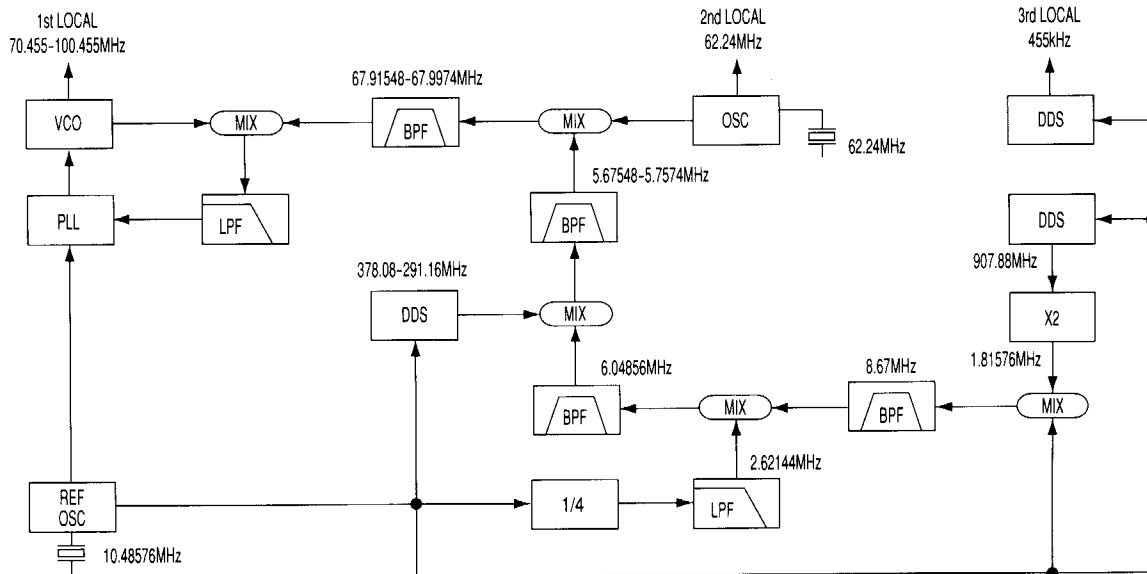 1st LOCAL
70.455-100.455MHz
2nd LOCAL
62.24MHz
3rd LOCAL
455kHz
67.91548-67.9974MHz
VCO
MIX
BPF
MIX
OSC
DDS
62.24MHz
5.67548-5.7574MHz
PLL
LPF
BPF
DDS
907.88MHz
378.08-291.16MHz
DDS
MIX
X2
6.04856MHz
8.67MHz
1.81576MHz
BPF
MIX
BPF
MIX
2.62144MHz
REF
OSC
1/4
LPF
10.48576MHz